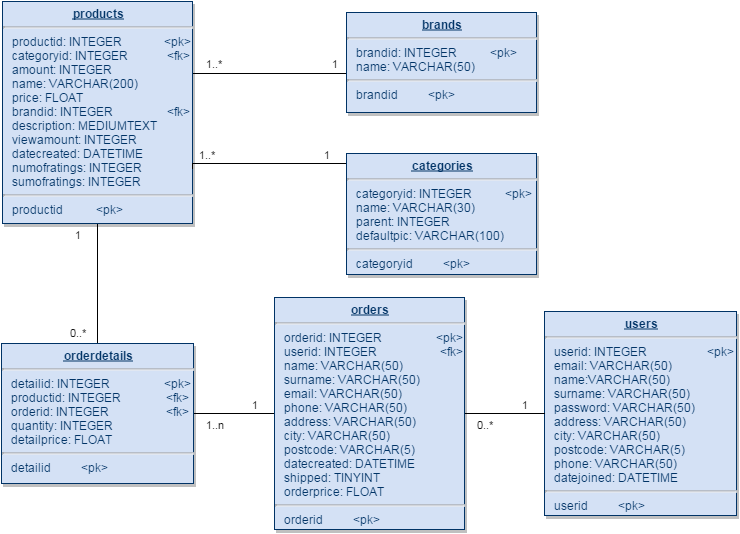 products
productid: INTEGER <pk>
categoryid: INTEGER <fk>
amount: INTEGER
name: VARCHAR(200)
price: FLOAT
brandid: INTEGER <fk>
description: MEDIUMTEXT
viewamount: INTEGER
datecreated: DATETIME
numofratings: INTEGER
sumofratings: INTEGER
productid <pk>
1..*
1
brands
brandid: INTEGER <pk>
name: VARCHAR(50)
brandid <pk>
1..*
1
categories
categoryid: INTEGER <pk>
name: VARCHAR(30)
parent: INTEGER
defaultpic: VARCHAR(100)
categoryid <pk>
1
0..*
orderdetails
detailid: INTEGER <pk>
productid: INTEGER <fk>
orderid: INTEGER <fk>
quantity: INTEGER
detailprice: FLOAT
detailid <pk>
1..n
1
orders
orderid: INTEGER <pk>
userid: INTEGER <fk>
name: VARCHAR(50)
surname: VARCHAR(50)
email: VARCHAR(50)
phone: VARCHAR(50)
address: VARCHAR(50)
city: VARCHAR(50)
postcode: VARCHAR(5)
datecreated: DATETIME
shipped: TINYINT
orderprice: FLOAT
orderid <pk>
0..*
1
users
userid: INTEGER <pk>
email: VARCHAR(50)
name:VARCHAR(50)
surname: VARCHAR(50)
password: VARCHAR(50)
address: VARCHAR(50)
city: VARCHAR(50)
postcode: VARCHAR(5)
phone: VARCHAR(50)
datejoined: DATETIME
userid <pk>